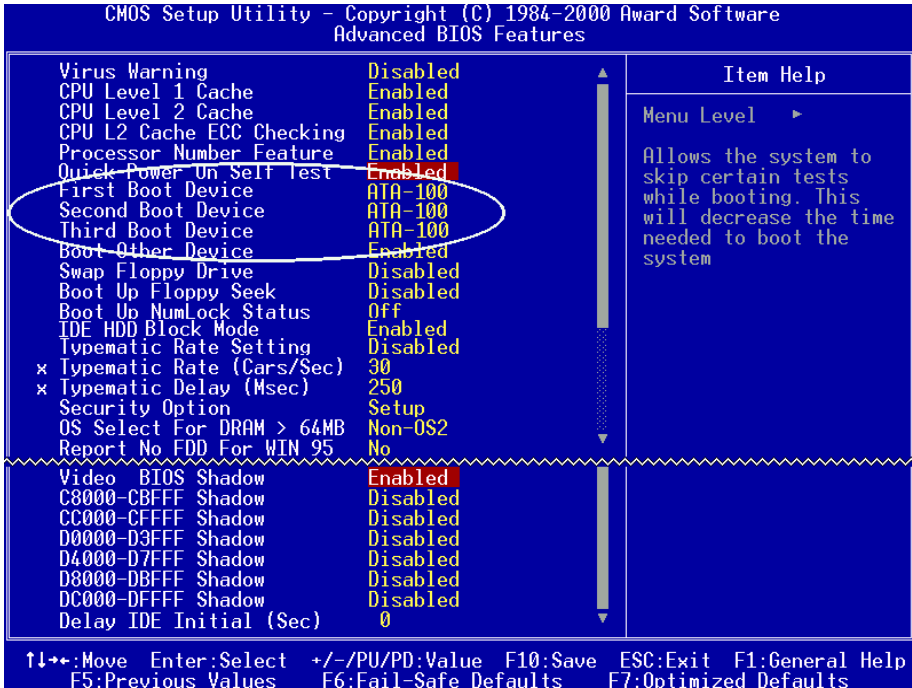 CMOS Setup Utility – Copyright (C) 1984-2000 Award Software
Advanced BIOS Features
Virus Warning Disabled
CPU Level 1 Cache Enabled
CPU Level 2 Cache Enabled
CPU L2 Cache ECC Checking Enabled
Processor Number Feature Enabled
Quick Power On Self Test Enabled
First Boot Device ATA-100
Second Boot Device ATA-100
Third Boot Device ATA-100
Boot Other Device Enabled
Swap Floppy Drive Disabled
Boot Up Floppy Seek Disabled
Boot Up NumLock Status Off
IDE HDD Block Mode Enabled
Typematic Rate Setting Disabled
x Typematic Rate (Cars/Sec) 30
x Typematic Delay (Msec) 250
Security Option Setup
OS Select For DRAM > 64MB Non-OS2
Report No FDD For WIN 95 No
Video BIOS Shadow Enabled
C8000-CBFFF Shadow Disabled
CC000-CFFFF Shadow Disabled
D0000-D3FFF Shadow Disabled
D4000-D7FFF Shadow Disabled
D8000-DBFFF Shadow Disabled
DC000-DFFFF Shadow Disabled
Delay IDE Initial (Sec) 0
Item Help
Menu Level ►
Allows the system to
skip certain tests
while booting. This
will decrease the time
needed to boot the
system
↑↓→←:Move Enter:Select +/-/PU/PD:Value F10:Save ESC:Exit F1:General Help
F5:Previous Values F6:Fail-Safe Defaults F7:Optimized Defaults